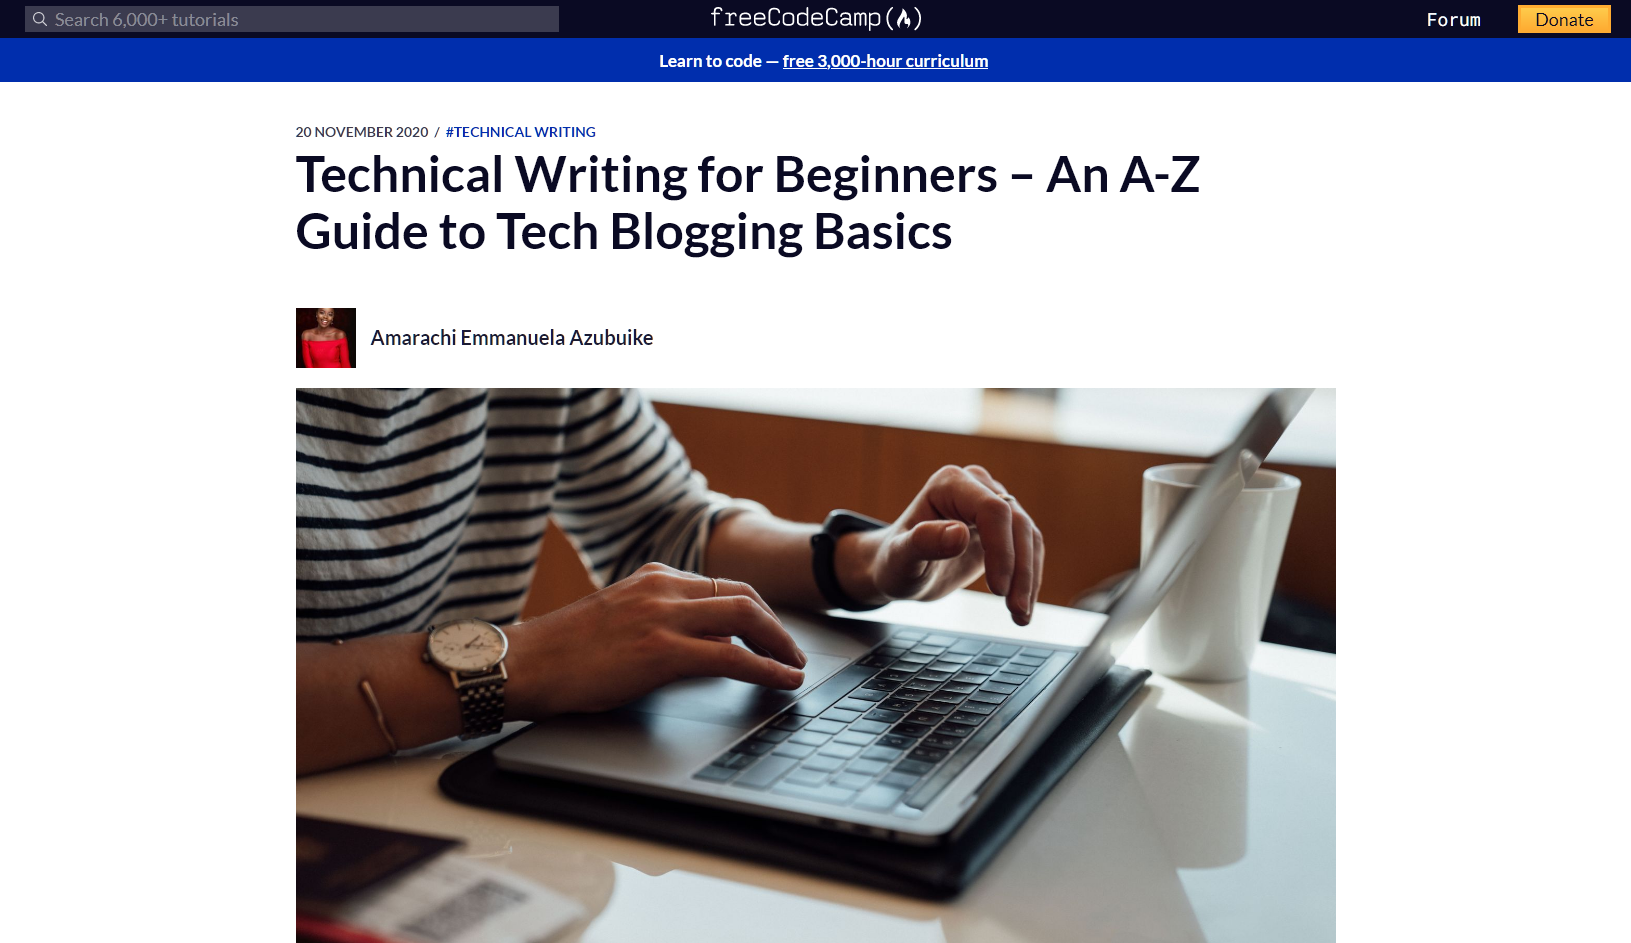 Search 6,000+ tutorials
freeCodeCamp(🔥)
Forum
Donate
Learn to code — free 3,000-hour curriculum
20 NOVEMBER 2020 / #TECHNICAL WRITING
Technical Writing for Beginners – An A-Z
Guide to Tech Blogging Basics
Amarachi Emmanuela Azubuike